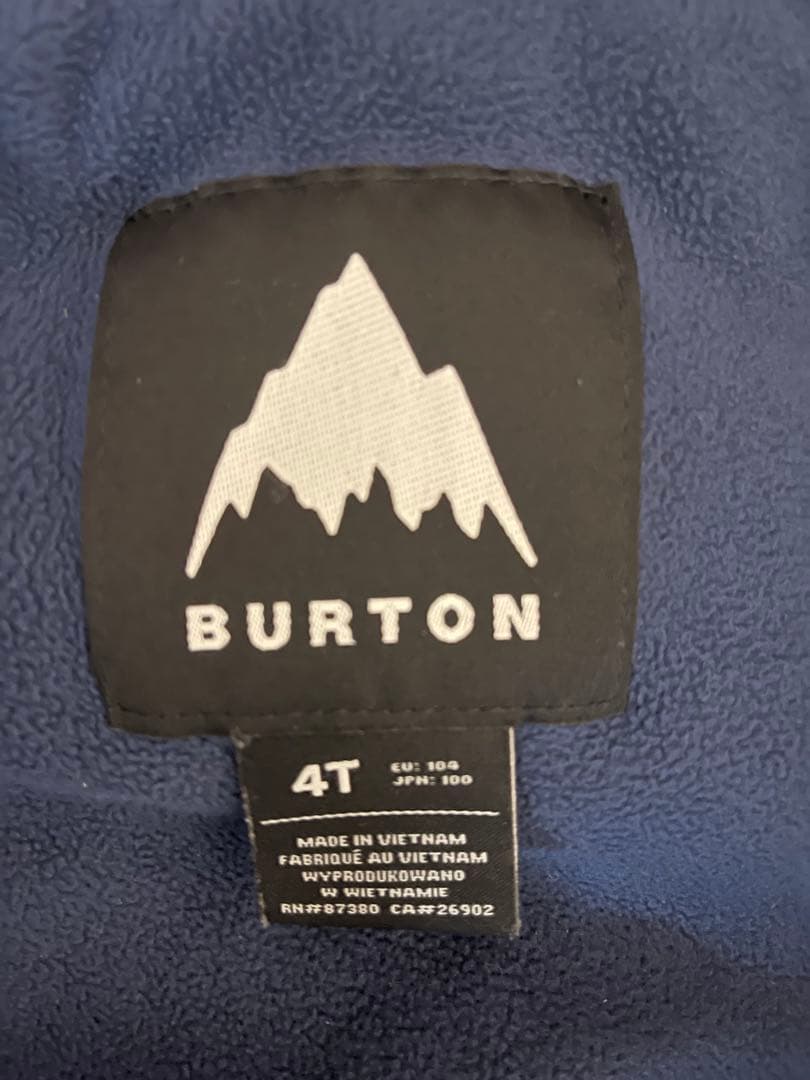 BURTON
4T
EU: 104
JPN: 100
MADE IN VIETNAM
FABRIQUÉ AU VIETNAM
WYPRODUKOWANO
W WIETNAMIE
RN#87380 CA#26902